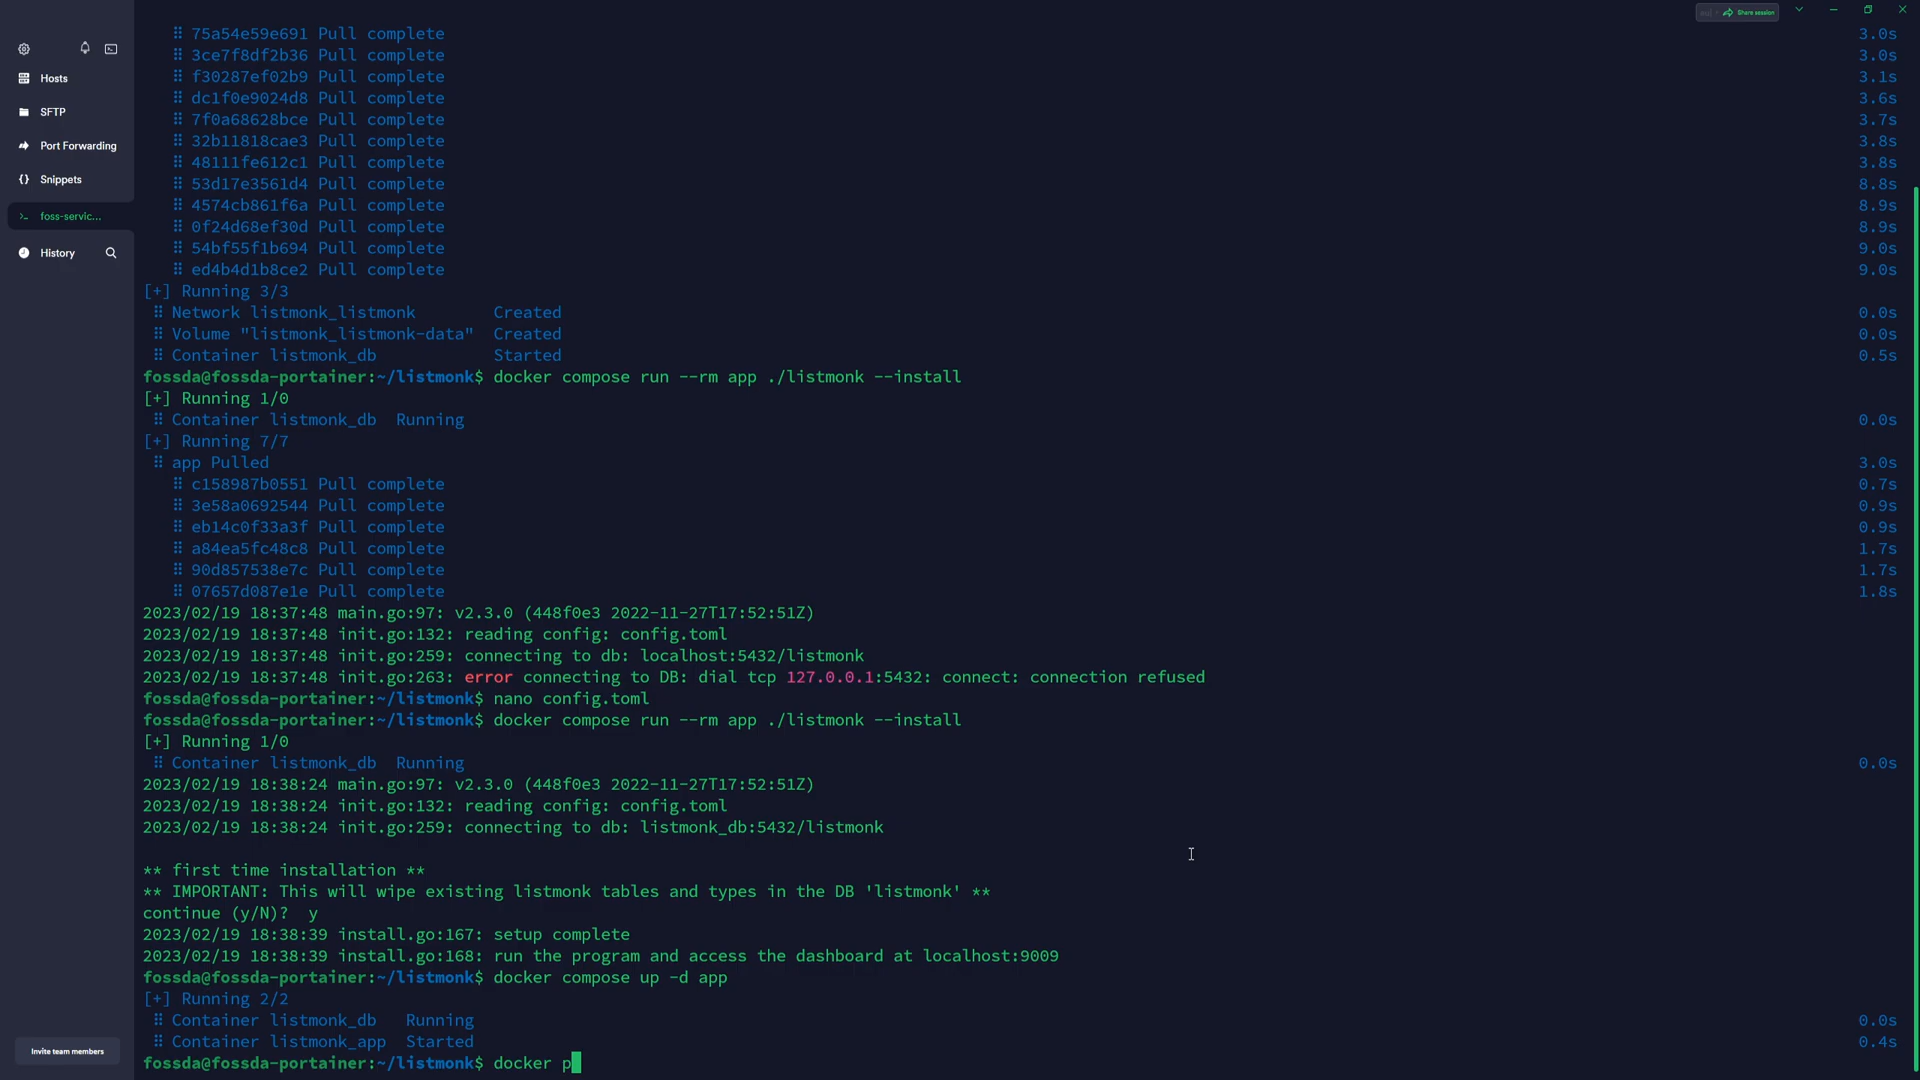 Share session
Hosts
SFTP
Port Forwarding
Snippets
foss-servic...
History
Invite team members
75a54e59e691 Pull complete 3.0s
3ce7f8df2b36 Pull complete 3.0s
f30287ef02b9 Pull complete 3.1s
dc1f0e9024d8 Pull complete 3.6s
7f0a68628bce Pull complete 3.7s
32b11818cae3 Pull complete 3.8s
48111fe612c1 Pull complete 3.8s
53d17e3561d4 Pull complete 8.8s
4574cb861f6a Pull complete 8.9s
0f24d68ef30d Pull complete 8.9s
54bf55f1b694 Pull complete 9.0s
ed4b4d1b8ce2 Pull complete 9.0s
[+] Running 3/3
Network listmonk_listmonk Created 0.0s
Volume "listmonk_listmonk-data" Created 0.0s
Container listmonk_db Started 0.5s
fossda@fossda-portainer:~/listmonk$ docker compose run --rm app ./listmonk --install
[+] Running 1/0
Container listmonk_db Running 0.0s
[+] Running 7/7
app Pulled 3.0s
c158987b0551 Pull complete 0.7s
3e58a0692544 Pull complete 0.9s
eb14c0f33a3f Pull complete 0.9s
a84ea5fc48c8 Pull complete 1.7s
90d857538e7c Pull complete 1.7s
07657d087e1e Pull complete 1.8s
2023/02/19 18:37:48 main.go:97: v2.3.0 (448f0e3 2022-11-27T17:52:51Z)
2023/02/19 18:37:48 init.go:132: reading config: config.toml
2023/02/19 18:37:48 init.go:259: connecting to db: localhost:5432/listmonk
2023/02/19 18:37:48 init.go:263: error connecting to DB: dial tcp 127.0.0.1:5432: connect: connection refused
fossda@fossda-portainer:~/listmonk$ nano config.toml
fossda@fossda-portainer:~/listmonk$ docker compose run --rm app ./listmonk --install
[+] Running 1/0
Container listmonk_db Running 0.0s
2023/02/19 18:38:24 main.go:97: v2.3.0 (448f0e3 2022-11-27T17:52:51Z)
2023/02/19 18:38:24 init.go:132: reading config: config.toml
2023/02/19 18:38:24 init.go:259: connecting to db: listmonk_db:5432/listmonk
** first time installation **
** IMPORTANT: This will wipe existing listmonk tables and types in the DB 'listmonk' **
continue (y/N)? y
2023/02/19 18:38:39 install.go:167: setup complete
2023/02/19 18:38:39 install.go:168: run the program and access the dashboard at localhost:9009
fossda@fossda-portainer:~/listmonk$ docker compose up -d app
[+] Running 2/2
Container listmonk_db Running 0.0s
Container listmonk_app Started 0.4s
fossda@fossda-portainer:~/listmonk$ docker p